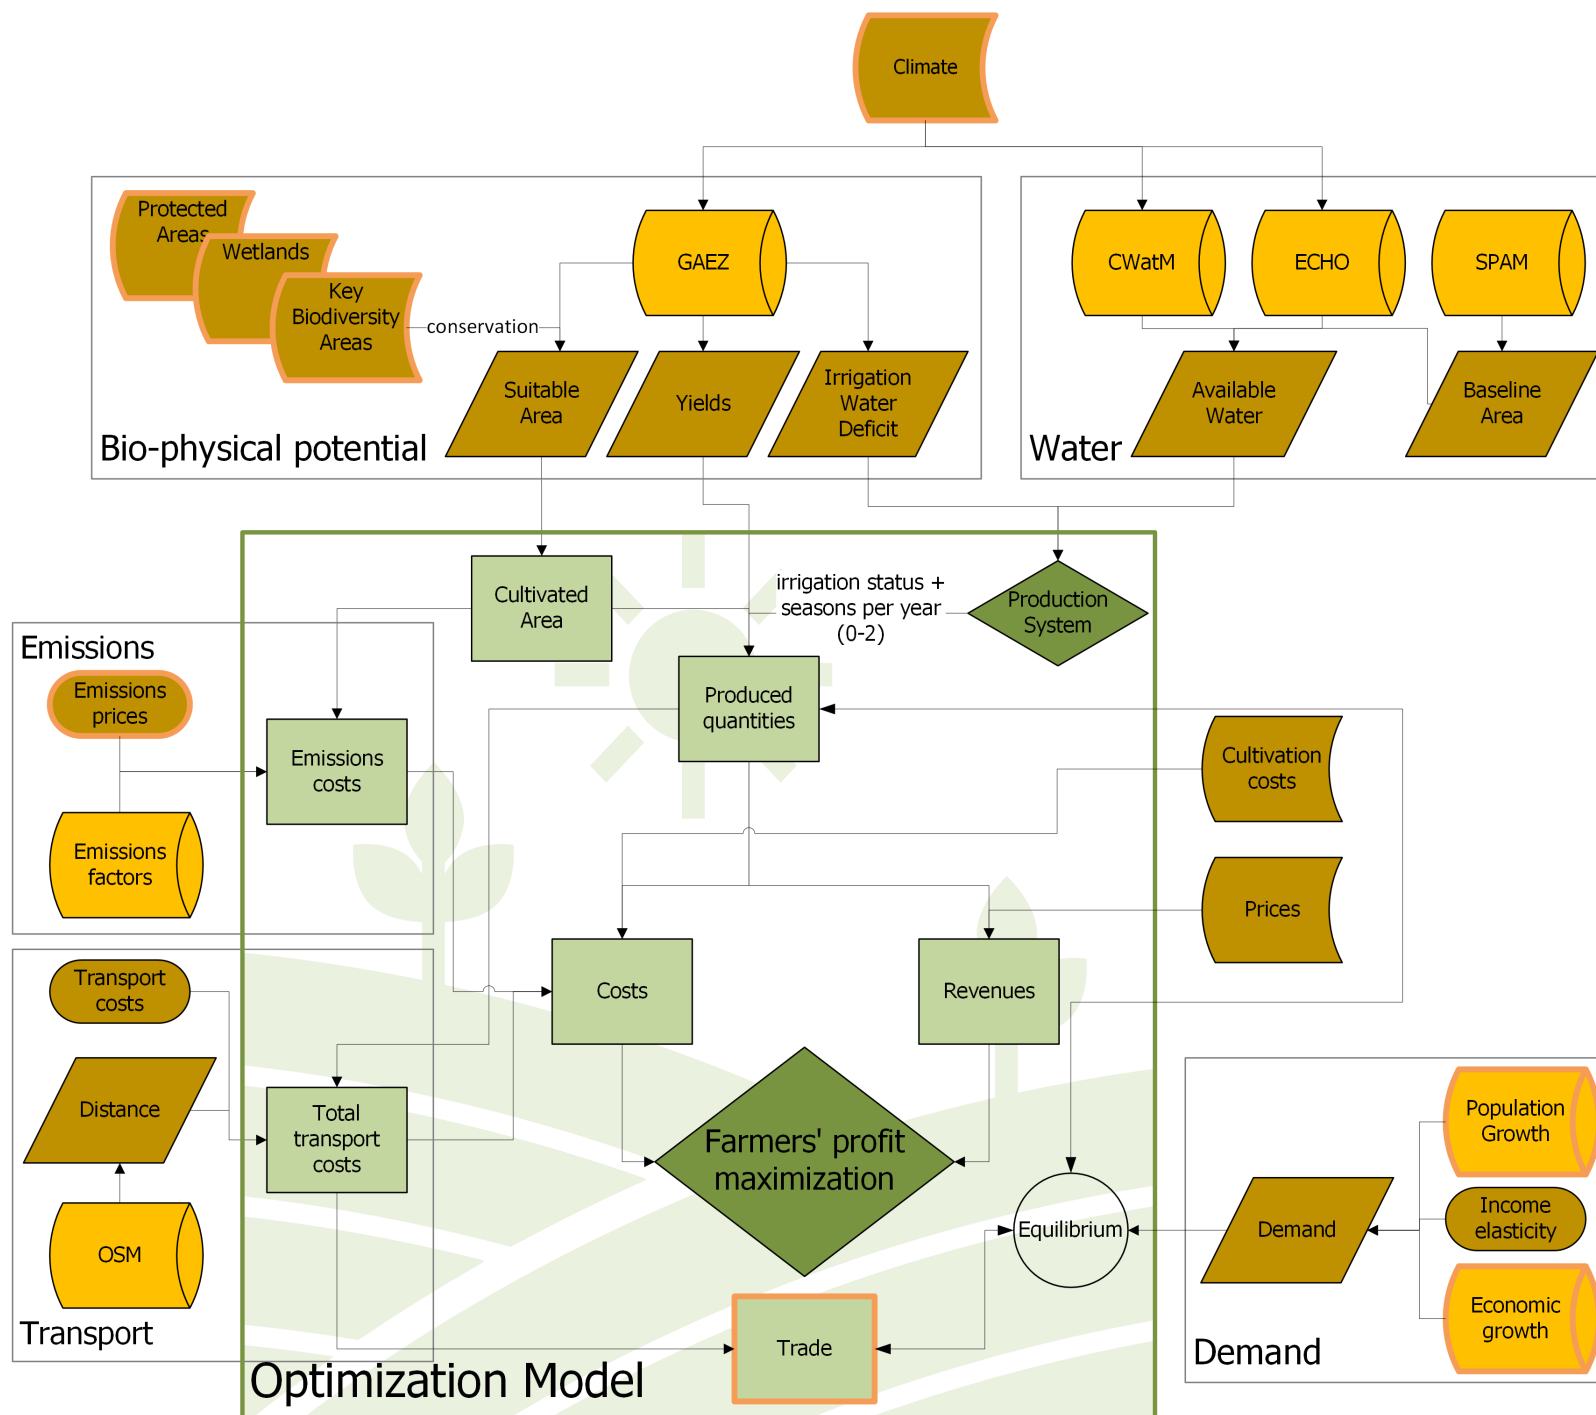 Climate
Protected
Areas
Wetlands
Key
Biodiversity
Areas
conservation
GAEZ
CWatM
ECHO
SPAM
Suitable
Area
Yields
Irrigation
Water
Deficit
Available
Water
Baseline
Area
Bio-physical potential
Water
Cultivated
Area
irrigation status +
seasons per year
(0-2)
Production
System
Emissions
Emissions
prices
Produced
quantities
Emissions
costs
Cultivation
costs
Emissions
factors
Prices
Transport
costs
Costs
Revenues
Distance
Total
transport
costs
Farmers' profit
maximization
Population
Growth
Income
elasticity
Equilibrium
Demand
OSM
Economic
growth
Transport
Trade
Demand
Optimization Model